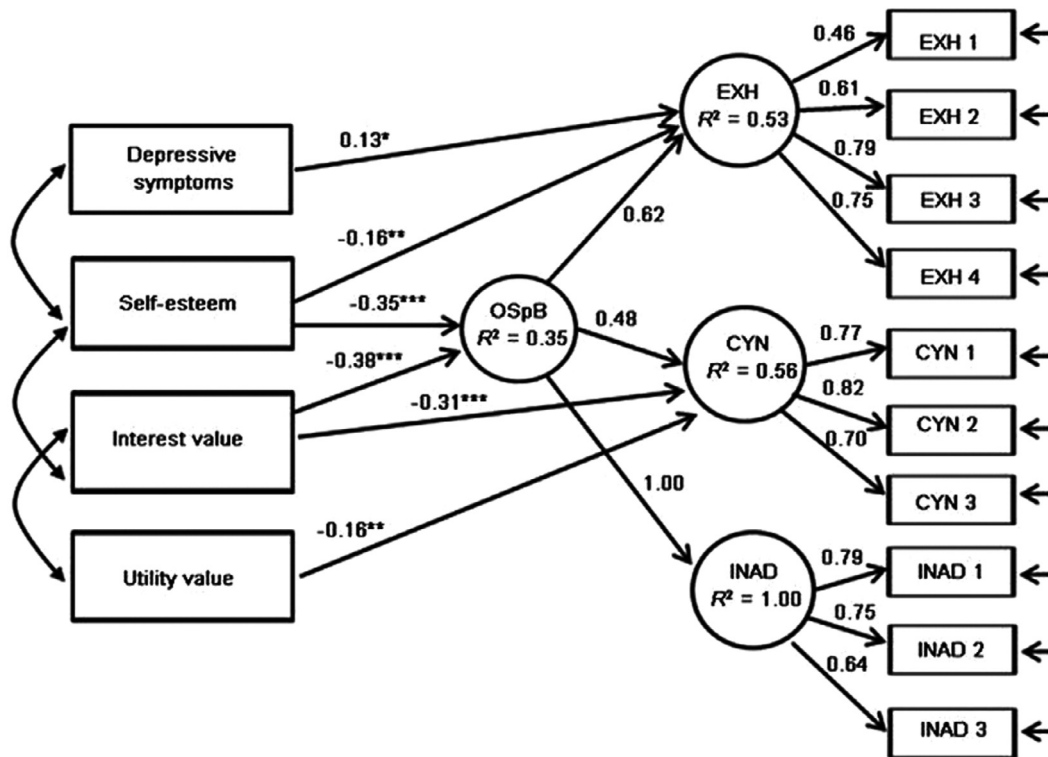 0.46
EXH 1
EXH
R² = 0.53
0.61
EXH 2
0.79
EXH 3
0.75
EXH 4
Depressive
symptoms
0.13*
0.62
-0.16**
Self-esteem
-0.35***
OSpB
R² = 0.35
0.48
CYN
R² = 0.56
0.77
CYN 1
0.82
CYN 2
0.70
CYN 3
-0.38***
-0.31***
Interest value
1.00
-0.16**
Utility value
INAD
R² = 1.00
0.79
INAD 1
0.75
INAD 2
0.64
INAD 3